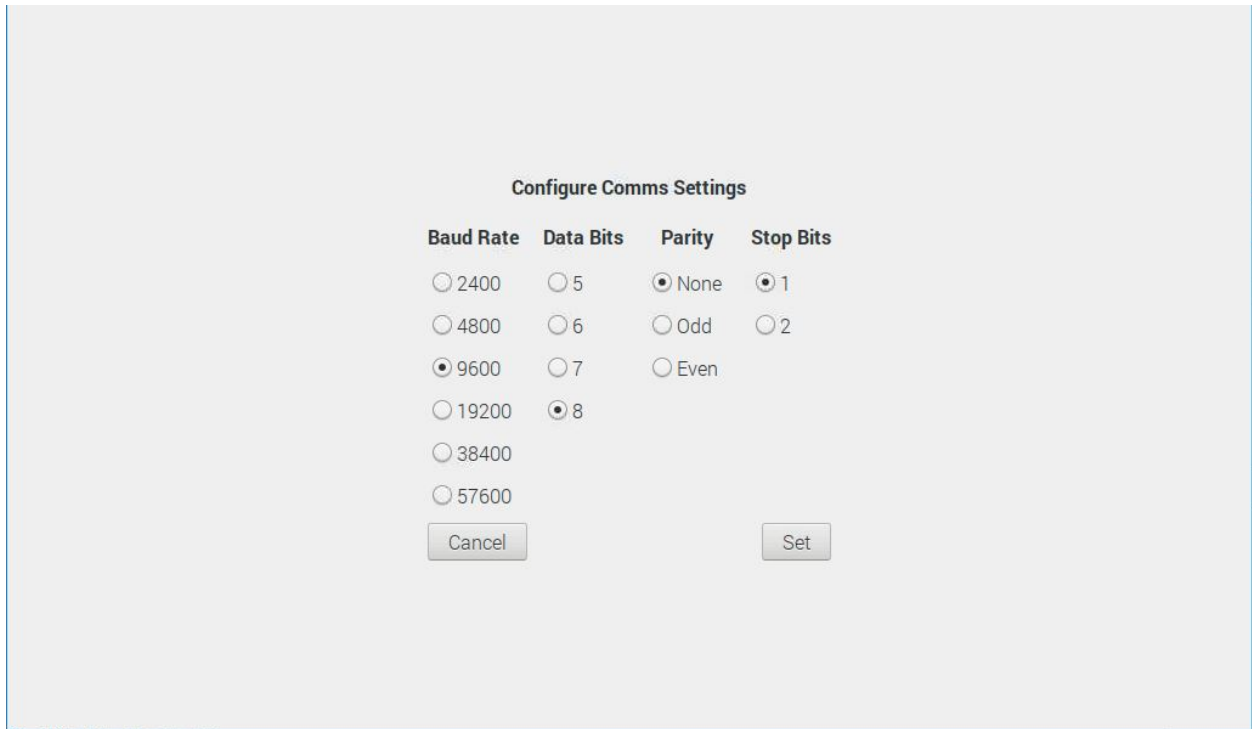 Configure Comms Settings
Baud Rate Data Bits Parity Stop Bits
2400 5 None 1
4800 6 Odd 2
9600 7 Even
19200 8
38400
57600
Cancel Set